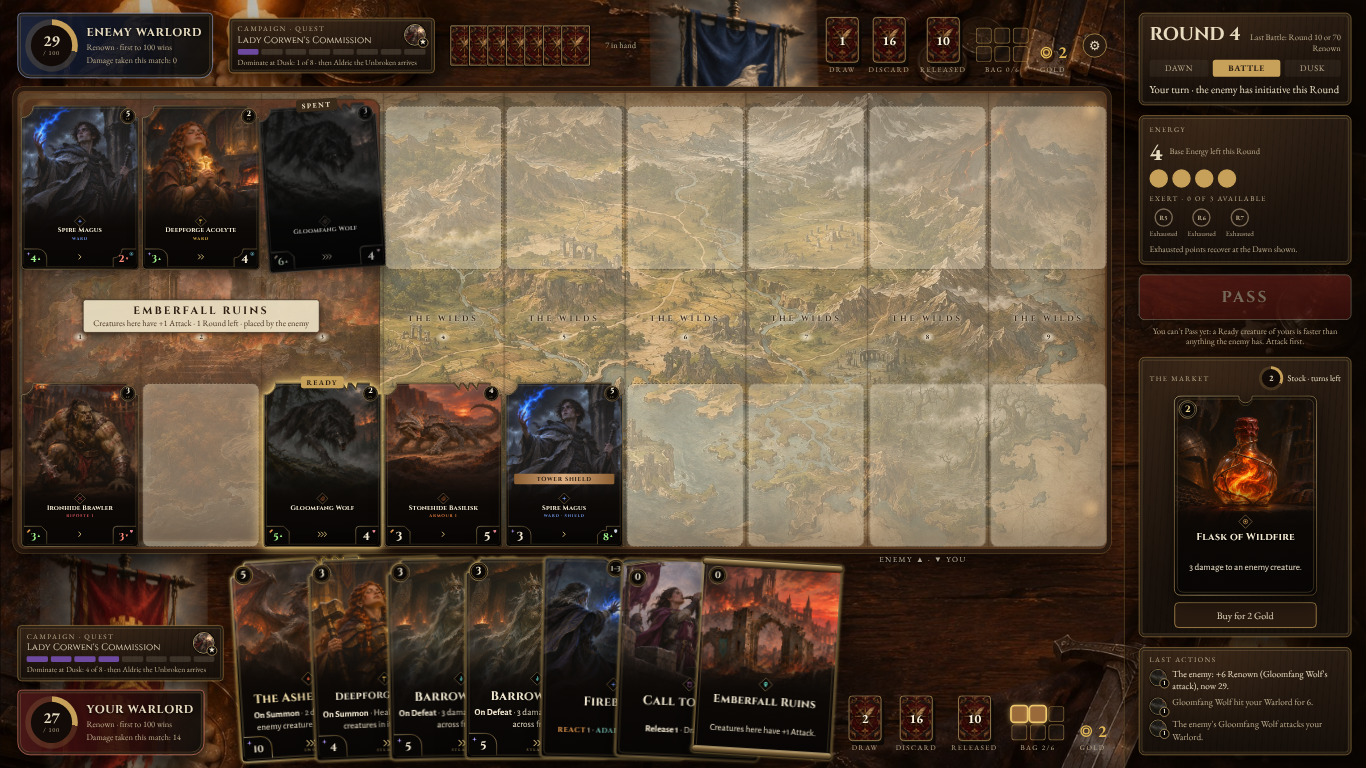 29
/ 100
ENEMY WARLORD
Renown · first to 100 wins
Damage taken this match: 0
CAMPAIGN · QUEST
LADY CORWEN'S COMMISSION
Dominate at Dusk: 1 of 8 · then Aldric the Unbroken arrives
7 in hand
1
DRAW
16
DISCARD
10
RELEASED
BAG 0/6
2
GOLD
ROUND 4
Last Battle: Round 10 or 70 Renown
DAWN
BATTLE
DUSK
Your turn · the enemy has initiative this Round
5
SPIRE MAGUS
WARD
4
2
2
DEEPFORGE ACOLYTE
WARD
3
4
SPENT
3
GLOOMFANG WOLF
6
4
EMBERFALL RUINS
Creatures here have +1 Attack · 1 Round left · placed by the enemy
1
2
3
THE WILDS
4
THE WILDS
5
THE WILDS
6
THE WILDS
7
THE WILDS
8
THE WILDS
9
3
IRONHIDE BRAWLER
RIPOSTE 1
3
3
READY
2
GLOOMFANG WOLF
5
4
4
STONEHIDE BASILISK
ARMOUR 1
3
5
5
TOWER SHIELD
SPIRE MAGUS
WARD · SHIELD
3
8
ENEMY ▲ · ▼ YOU
ENERGY
4
Base Energy left this Round
EXERT · 0 OF 3 AVAILABLE
R5
R6
R7
Exhausted
Exhausted
Exhausted
Exhausted points recover at the Dawn shown.
PASS
You can't Pass yet: a Ready creature of yours is faster than
anything the enemy has. Attack first.
THE MARKET
2
Stock · turns left
2
FLASK OF WILDFIRE
3 damage to an enemy creature.
Buy for 2 Gold
LAST ACTIONS
The enemy: +6 Renown (Gloomfang Wolf's
attack), now 29.
Gloomfang Wolf hit your Warlord for 6.
The enemy's Gloomfang Wolf attacks your
Warlord.
CAMPAIGN · QUEST
LADY CORWEN'S COMMISSION
Dominate at Dusk: 4 of 8 · then Aldric the Unbroken arrives
27
/ 100
YOUR WARLORD
Renown · first to 100 wins
Damage taken this match: 14
5
THE ASHE
On Summon · 2 d
enemy creature
10
3
DEEPFORG
On Summon · Hea
creatures in i
4
3
BARROW
On Defeat · 3 dam
across fr
5
3
BARROW
On Defeat · 3 dama
across fr
5
1-3
FIREB
REACT 1 · ADA
0
CALL TO
Release 1 · Dr
0
EMBERFALL RUINS
Creatures here have +1 Attack.
2
DRAW
16
DISCARD
10
RELEASED
BAG 2/6
2
GOLD